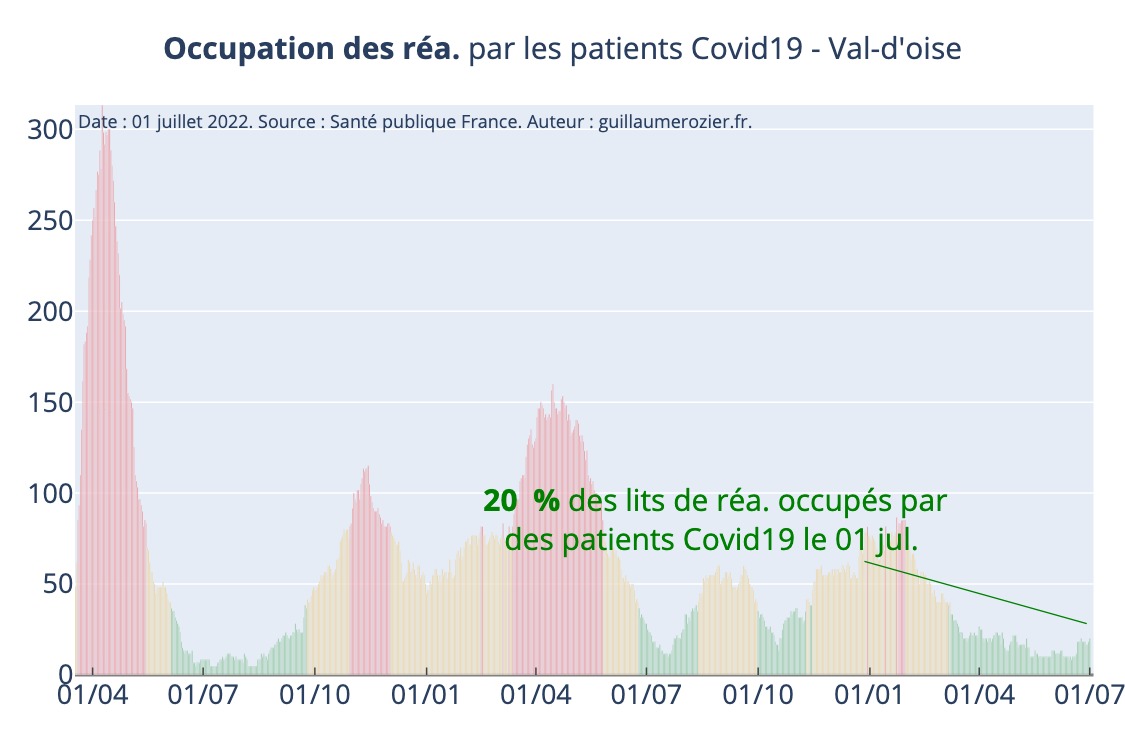 Occupation des réa. par les patients Covid19 - Val-d'oise
Date : 01 juillet 2022. Source : Santé publique France. Auteur : guillaumerozier.fr.
300
250
200
150
100
50
0
20 % des lits de réa. occupés par
des patients Covid19 le 01 jul.
01/04 01/07 01/10 01/01 01/04 01/07 01/10 01/01 01/04 01/07